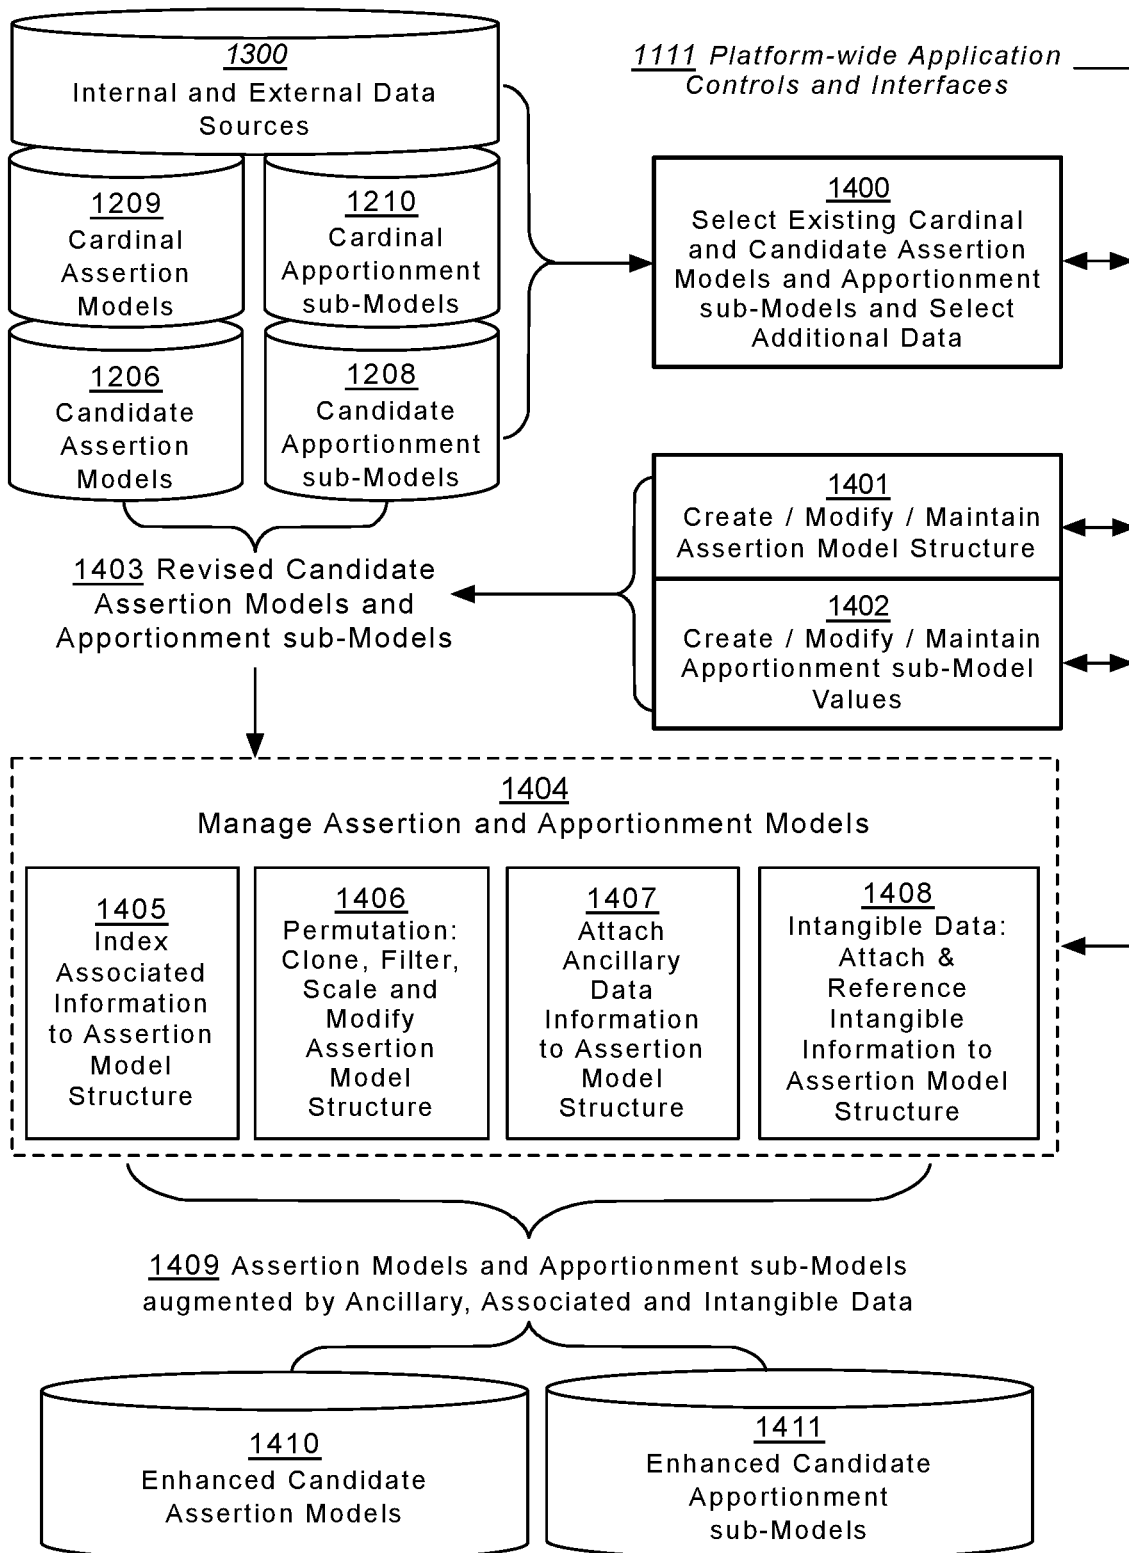 1300
Internal and External Data
Sources
1111 Platform-wide Application
Controls and Interfaces
1209
Cardinal
Assertion
Models
1210
Cardinal
Apportionment
sub-Models
1400
Select Existing Cardinal
and Candidate Assertion
Models and Apportionment
sub-Models and Select
Additional Data
1206
Candidate
Assertion
Models
1208
Candidate
Apportionment
sub-Models
1401
Create / Modify / Maintain
Assertion Model Structure
1402
Create / Modify / Maintain
Apportionment sub-Model
Values
1403 Revised Candidate
Assertion Models and
Apportionment sub-Models
1404
Manage Assertion and Apportionment Models
1405
Index
Associated
Information
to Assertion
Model
Structure
1406
Permutation:
Clone, Filter,
Scale and
Modify
Assertion
Model
Structure
1407
Attach
Ancillary
Data
Information
to Assertion
Model
Structure
1408
Intangible Data:
Attach &
Reference
Intangible
Information to
Assertion Model
Structure
1409 Assertion Models and Apportionment sub-Models
augmented by Ancillary, Associated and Intangible Data
1410
Enhanced Candidate
Assertion Models
1411
Enhanced Candidate
Apportionment
sub-Models